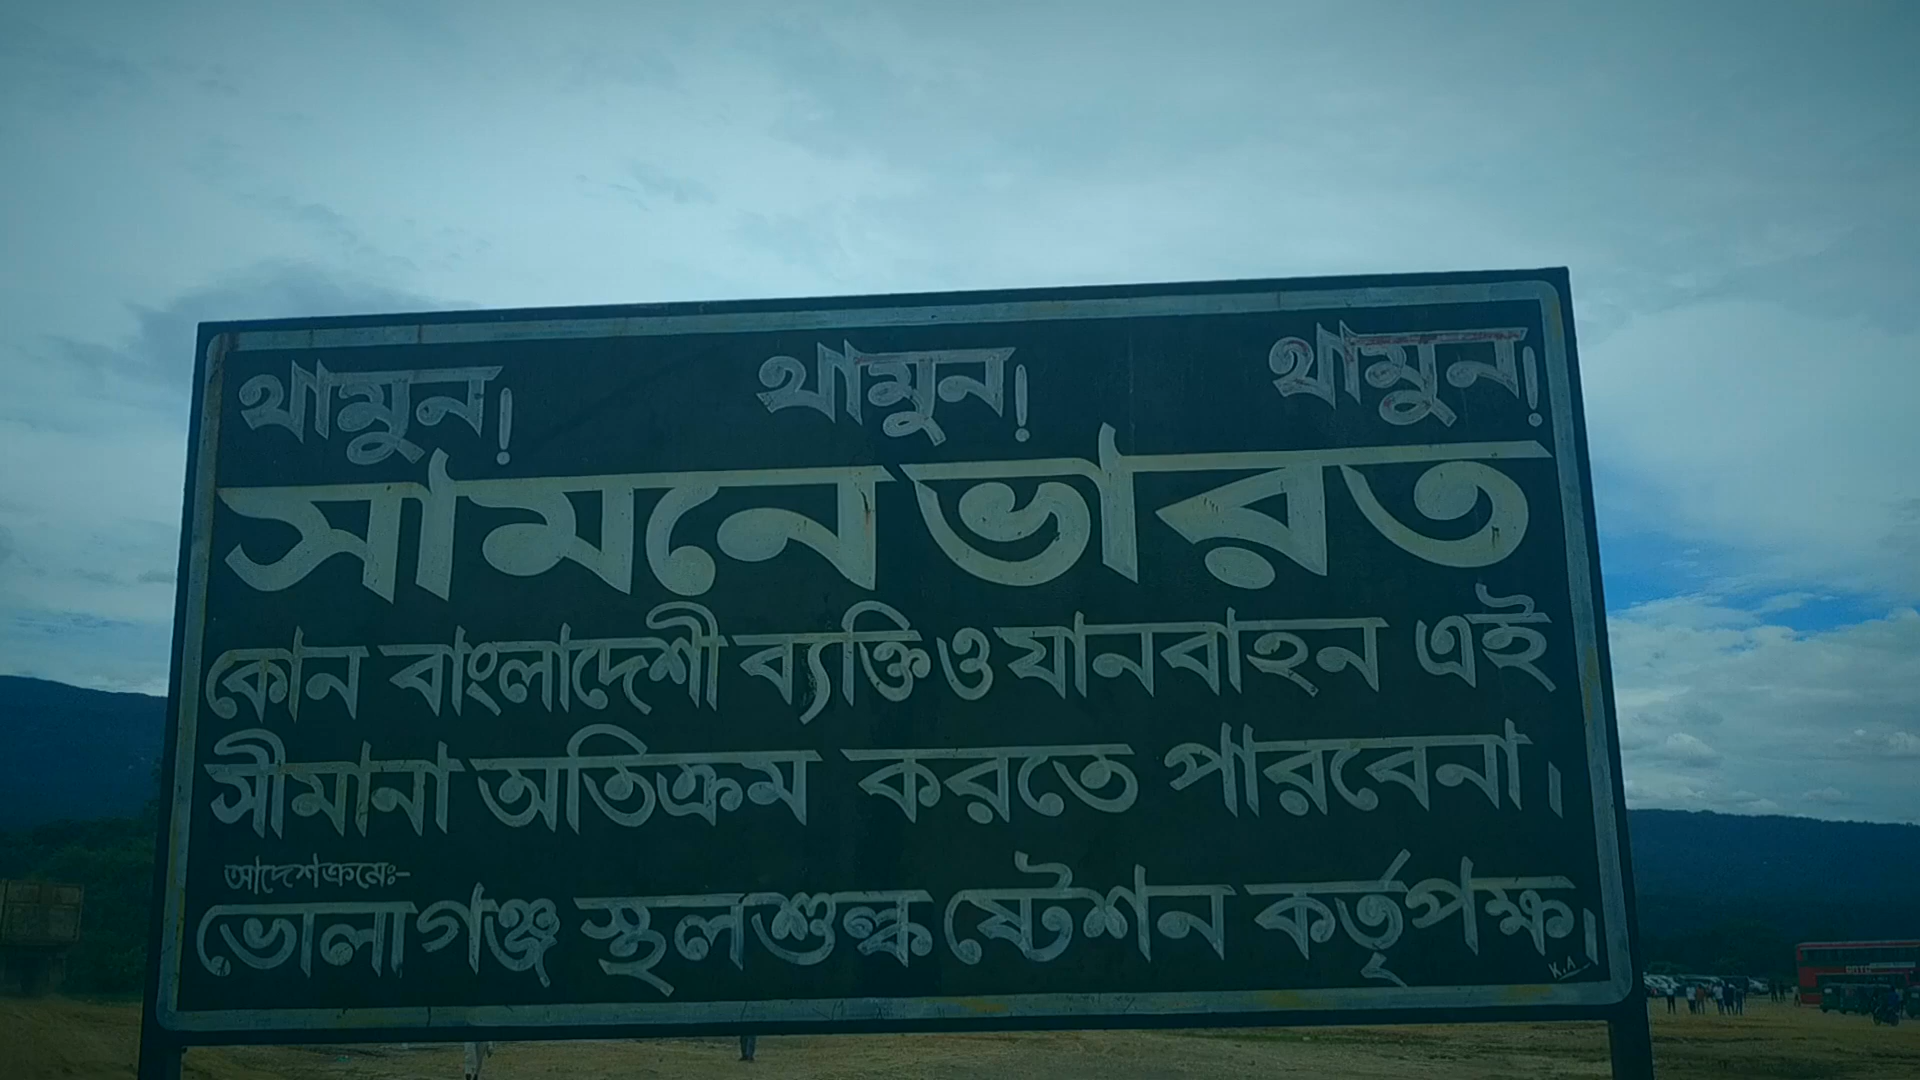 থামুন! থামুন! থামুন!
সামনে ভারত
কোন বাংলাদেশী ব্যক্তি ও যানবাহন এই
সীমানা অতিক্রম করতে পারবেনা।
আদেশক্রমেঃ-
ভোলাগঞ্জ স্থলশুল্ক ষ্টেশন কর্তৃপক্ষ।
K.A